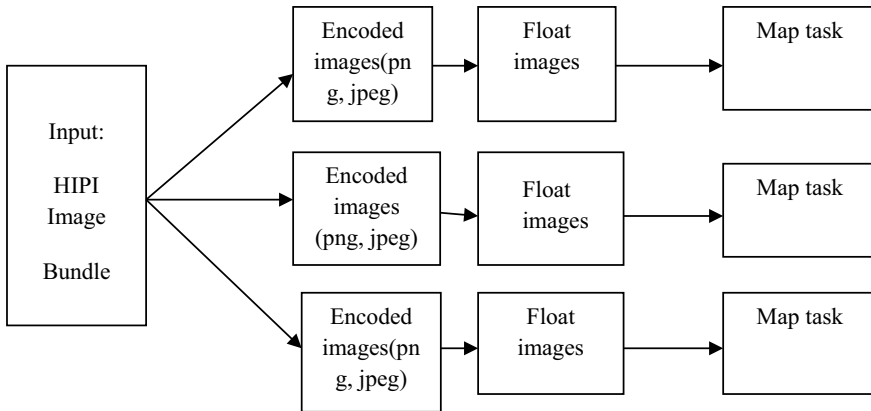 Input:
HIPI
Image
Bundle
Encoded
images(pn
g, jpeg)
Float
images
Map task
Encoded
images
(png, jpeg)
Float
images
Map task
Encoded
images(pn
g, jpeg)
Float
images
Map task